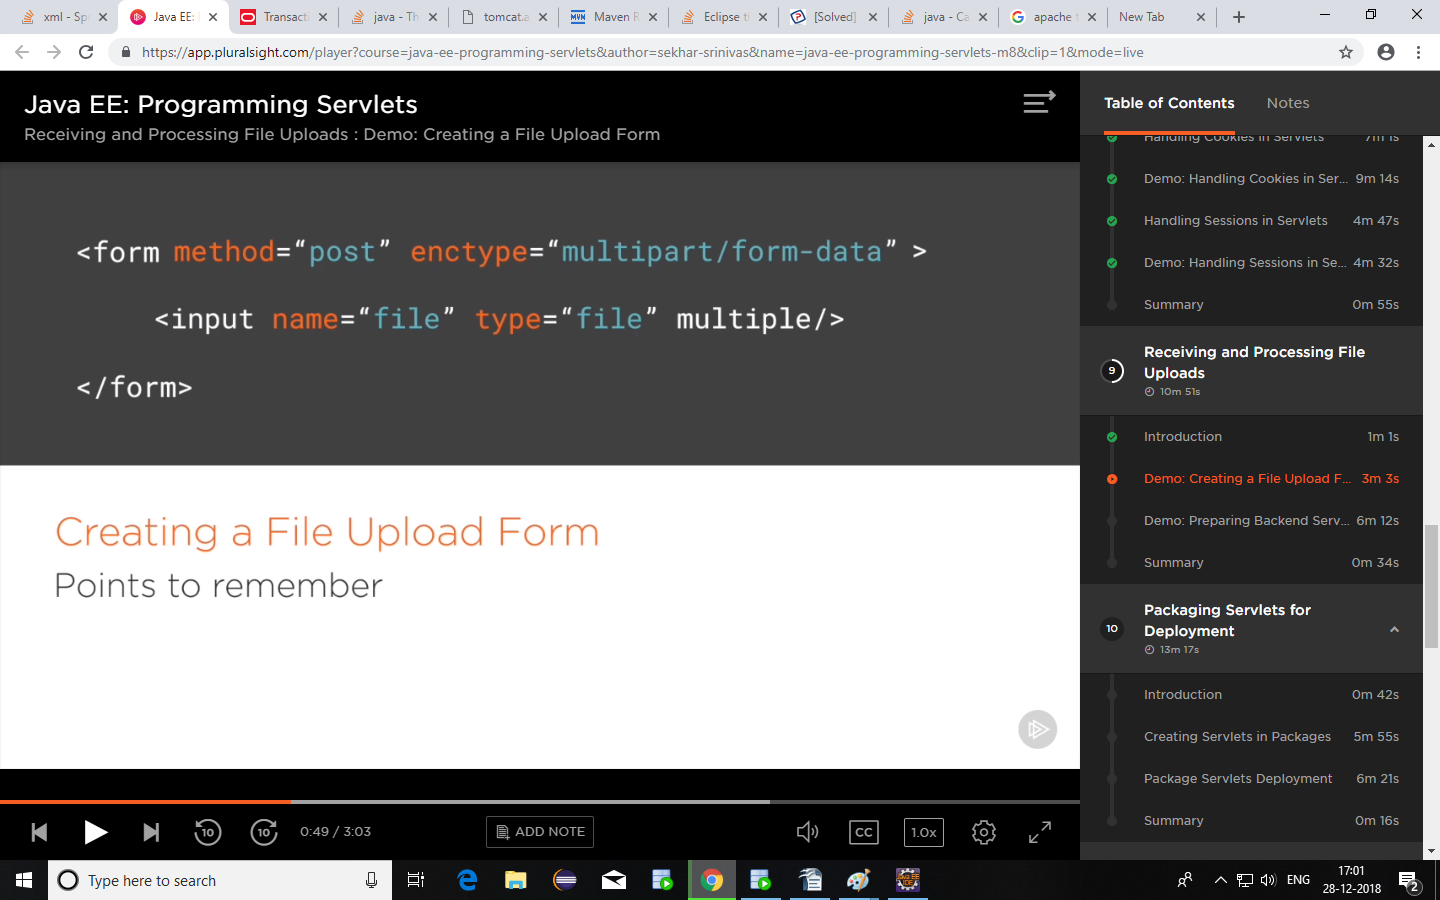 xml - Sp
Java EE:
Transact
java - Th
tomcat.a
Maven R
Eclipse t
[Solved]
java - Ca
apache t
New Tab
https://app.pluralsight.com/player?course=java-ee-programming-servlets&author=sekhar-srinivas&name=java-ee-programming-servlets-m8&clip=1&mode=live
Java EE: Programming Servlets
Receiving and Processing File Uploads : Demo: Creating a File Upload Form
<form method=“post” enctype=“multipart/form-data” >
<input name=“file” type=“file” multiple/>
</form>
Creating a File Upload Form
Points to remember
10
10
0:49 / 3:03
ADD NOTE
CC
1.0x
Table of Contents
Notes
Handling Cookies in Servlets 7m 1s
Demo: Handling Cookies in Ser... 9m 14s
Handling Sessions in Servlets 4m 47s
Demo: Handling Sessions in Se... 4m 32s
Summary 0m 55s
9
Receiving and Processing File
Uploads
10m 51s
Introduction 1m 1s
Demo: Creating a File Upload F... 3m 3s
Demo: Preparing Backend Serv... 6m 12s
Summary 0m 34s
10
Packaging Servlets for
Deployment
13m 17s
Introduction 0m 42s
Creating Servlets in Packages 5m 55s
Package Servlets Deployment 6m 21s
Summary 0m 16s
Type here to search
ENG
17:01
28-12-2018
2